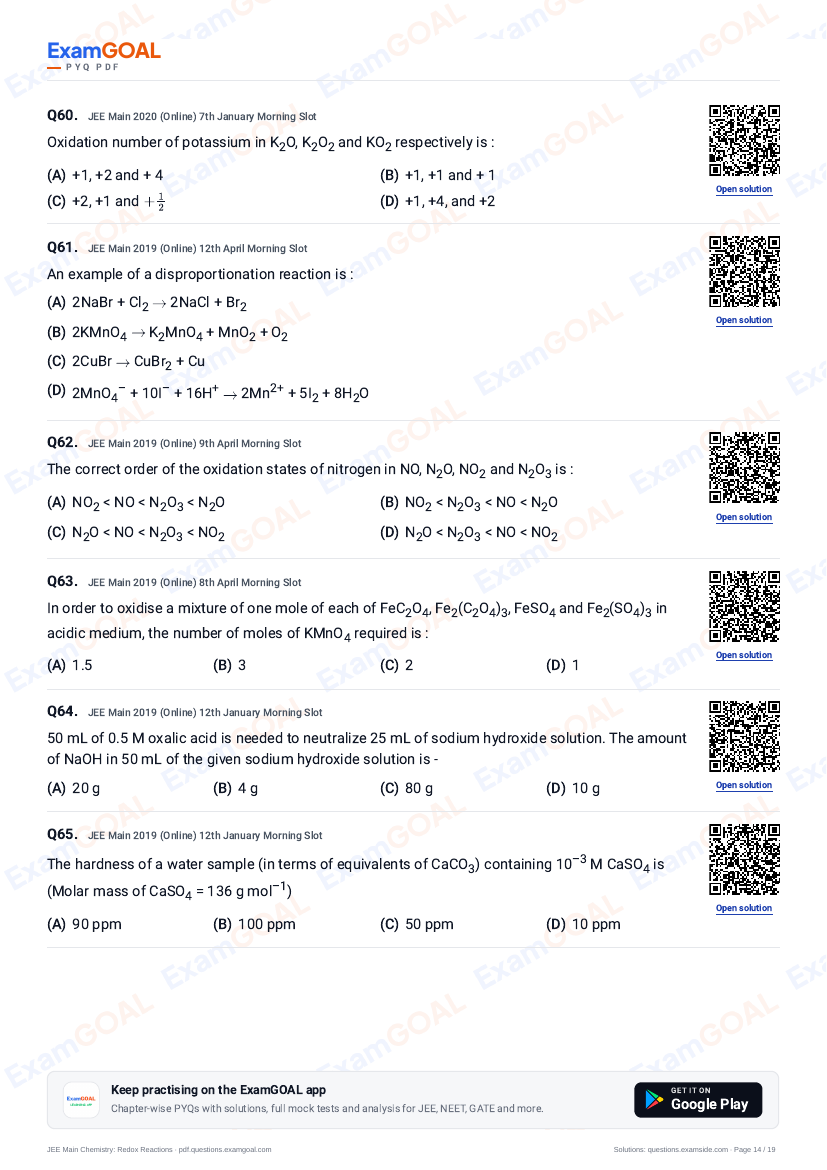 ExamGOAL
PYQ PDF
Q60. JEE Main 2020 (Online) 7th January Morning Slot
Oxidation number of potassium in K₂O, K₂O₂ and KO₂ respectively is :
(A) +1, +2 and + 4
(B) +1, +1 and + 1
(C) +2, +1 and +1/2
(D) +1, +4, and +2
Open solution
Q61. JEE Main 2019 (Online) 12th April Morning Slot
An example of a disproportionation reaction is :
(A) 2NaBr + Cl₂ → 2NaCl + Br₂
(B) 2KMnO₄ → K₂MnO₄ + MnO₂ + O₂
(C) 2CuBr → CuBr₂ + Cu
(D) 2MnO₄⁻ + 10I⁻ + 16H⁺ → 2Mn²⁺ + 5I₂ + 8H₂O
Open solution
Q62. JEE Main 2019 (Online) 9th April Morning Slot
The correct order of the oxidation states of nitrogen in NO, N₂O, NO₂ and N₂O₃ is :
(A) NO₂ < NO < N₂O₃ < N₂O
(B) NO₂ < N₂O₃ < NO < N₂O
(C) N₂O < NO < N₂O₃ < NO₂
(D) N₂O < N₂O₃ < NO < NO₂
Open solution
Q63. JEE Main 2019 (Online) 8th April Morning Slot
In order to oxidise a mixture of one mole of each of FeC₂O₄, Fe₂(C₂O₄)₃, FeSO₄ and Fe₂(SO₄)₃ in
acidic medium, the number of moles of KMnO₄ required is :
(A) 1.5
(B) 3
(C) 2
(D) 1
Open solution
Q64. JEE Main 2019 (Online) 12th January Morning Slot
50 mL of 0.5 M oxalic acid is needed to neutralize 25 mL of sodium hydroxide solution. The amount
of NaOH in 50 mL of the given sodium hydroxide solution is -
(A) 20 g
(B) 4 g
(C) 80 g
(D) 10 g
Open solution
Q65. JEE Main 2019 (Online) 12th January Morning Slot
The hardness of a water sample (in terms of equivalents of CaCO₃) containing 10⁻³ M CaSO₄ is
(Molar mass of CaSO₄ = 136 g mol⁻¹)
(A) 90 ppm
(B) 100 ppm
(C) 50 ppm
(D) 10 ppm
Open solution
ExamGOAL
Keep practising on the ExamGOAL app
Chapter-wise PYQs with solutions, full mock tests and analysis for JEE, NEET, GATE and more.
GET IT ON
Google Play
JEE Main Chemistry: Redox Reactions · pdf.questions.examgoal.com
Solutions: questions.examside.com · Page 14 / 19